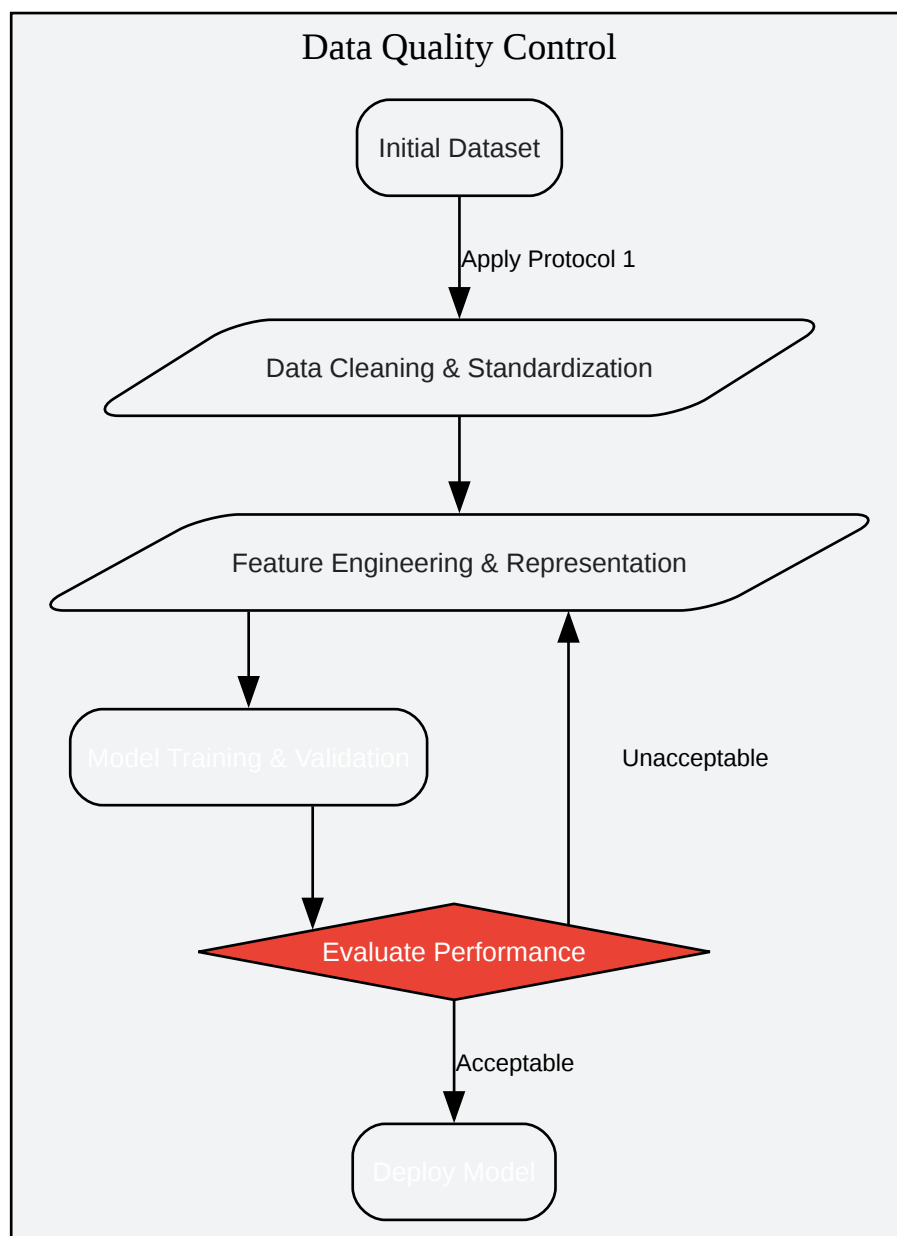 Data Quality Control
Initial Dataset
Apply Protocol 1
Data Cleaning & Standardization
Feature Engineering & Representation
Model Training & Validation
Unacceptable
Evaluate Performance
Acceptable
Deploy Model